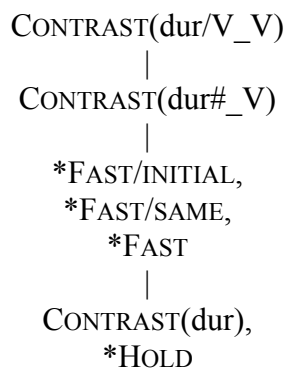 CONTRAST(dur/V_V)
|
CONTRAST(dur#_V)
|
*FAST/INITIAL,
*FAST/SAME,
*FAST
|
CONTRAST(dur),
*HOLD